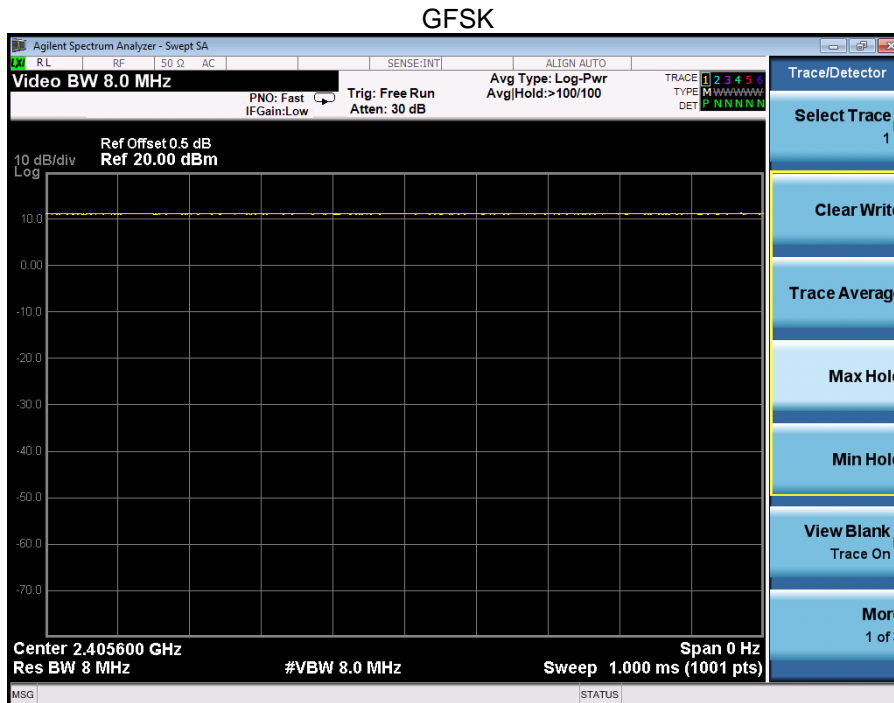 GFSK
Agilent Spectrum Analyzer - Swept SA
LXI RL RF 50 Ω AC SENSE:INT ALIGN AUTO
Video BW 8.0 MHz
PNO: Fast
IFGain:Low
Trig: Free Run
Atten: 30 dB
Avg Type: Log-Pwr
Avg|Hold:>100/100
TRACE 1 2 3 4 5 6
TYPE M WWWWW
DET P N N N N N
Trace/Detector
Select Trace
1
Clear Write
Trace Average
Max Hold
Min Hold
View Blank
Trace On
More
1 of
Ref Offset 0.5 dB
10 dB/div Ref 20.00 dBm
Log
10.0
0.00
-10.0
-20.0
-30.0
-40.0
-50.0
-60.0
-70.0
Center 2.405600 GHz Span 0 Hz
Res BW 8 MHz #VBW 8.0 MHz Sweep 1.000 ms (1001 pts)
MSG STATUS